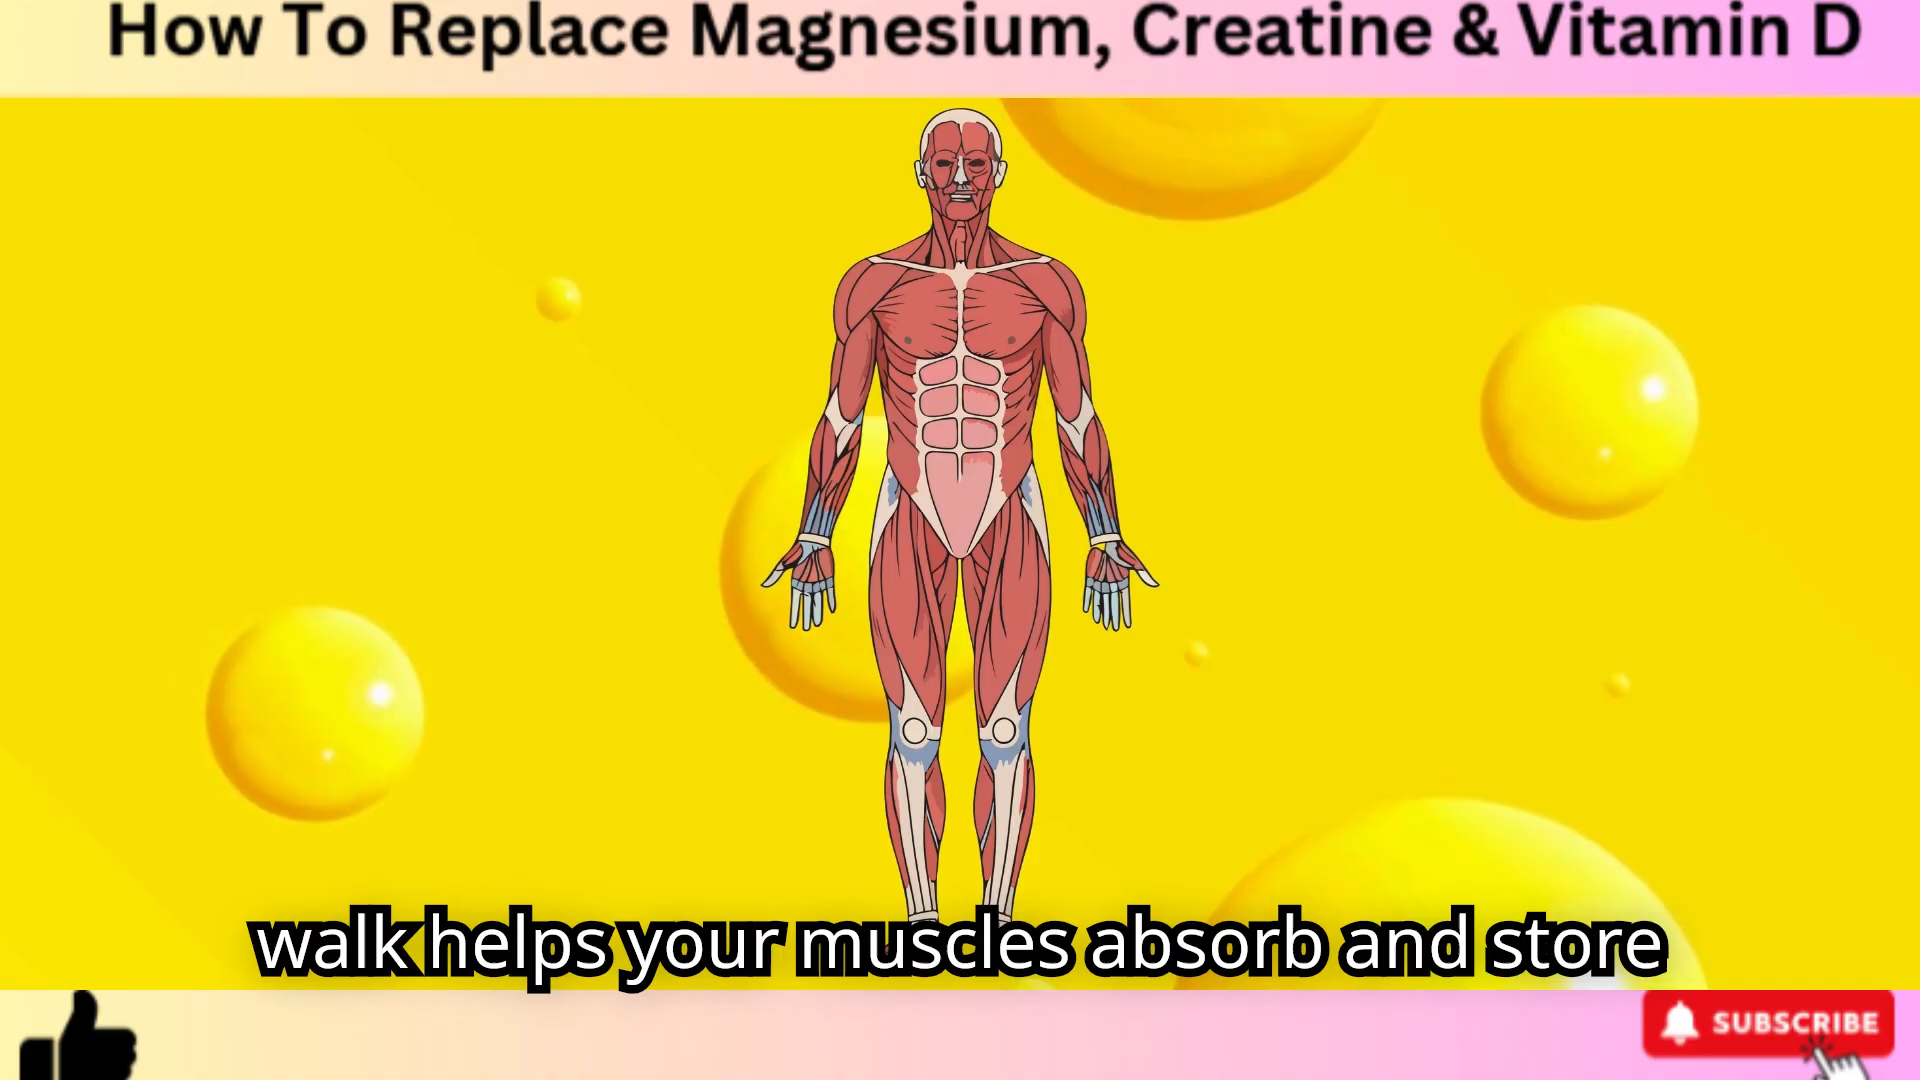 How To Replace Magnesium, Creatine & Vitamin D
walk helps your muscles absorb and store
SUBSCRIBE